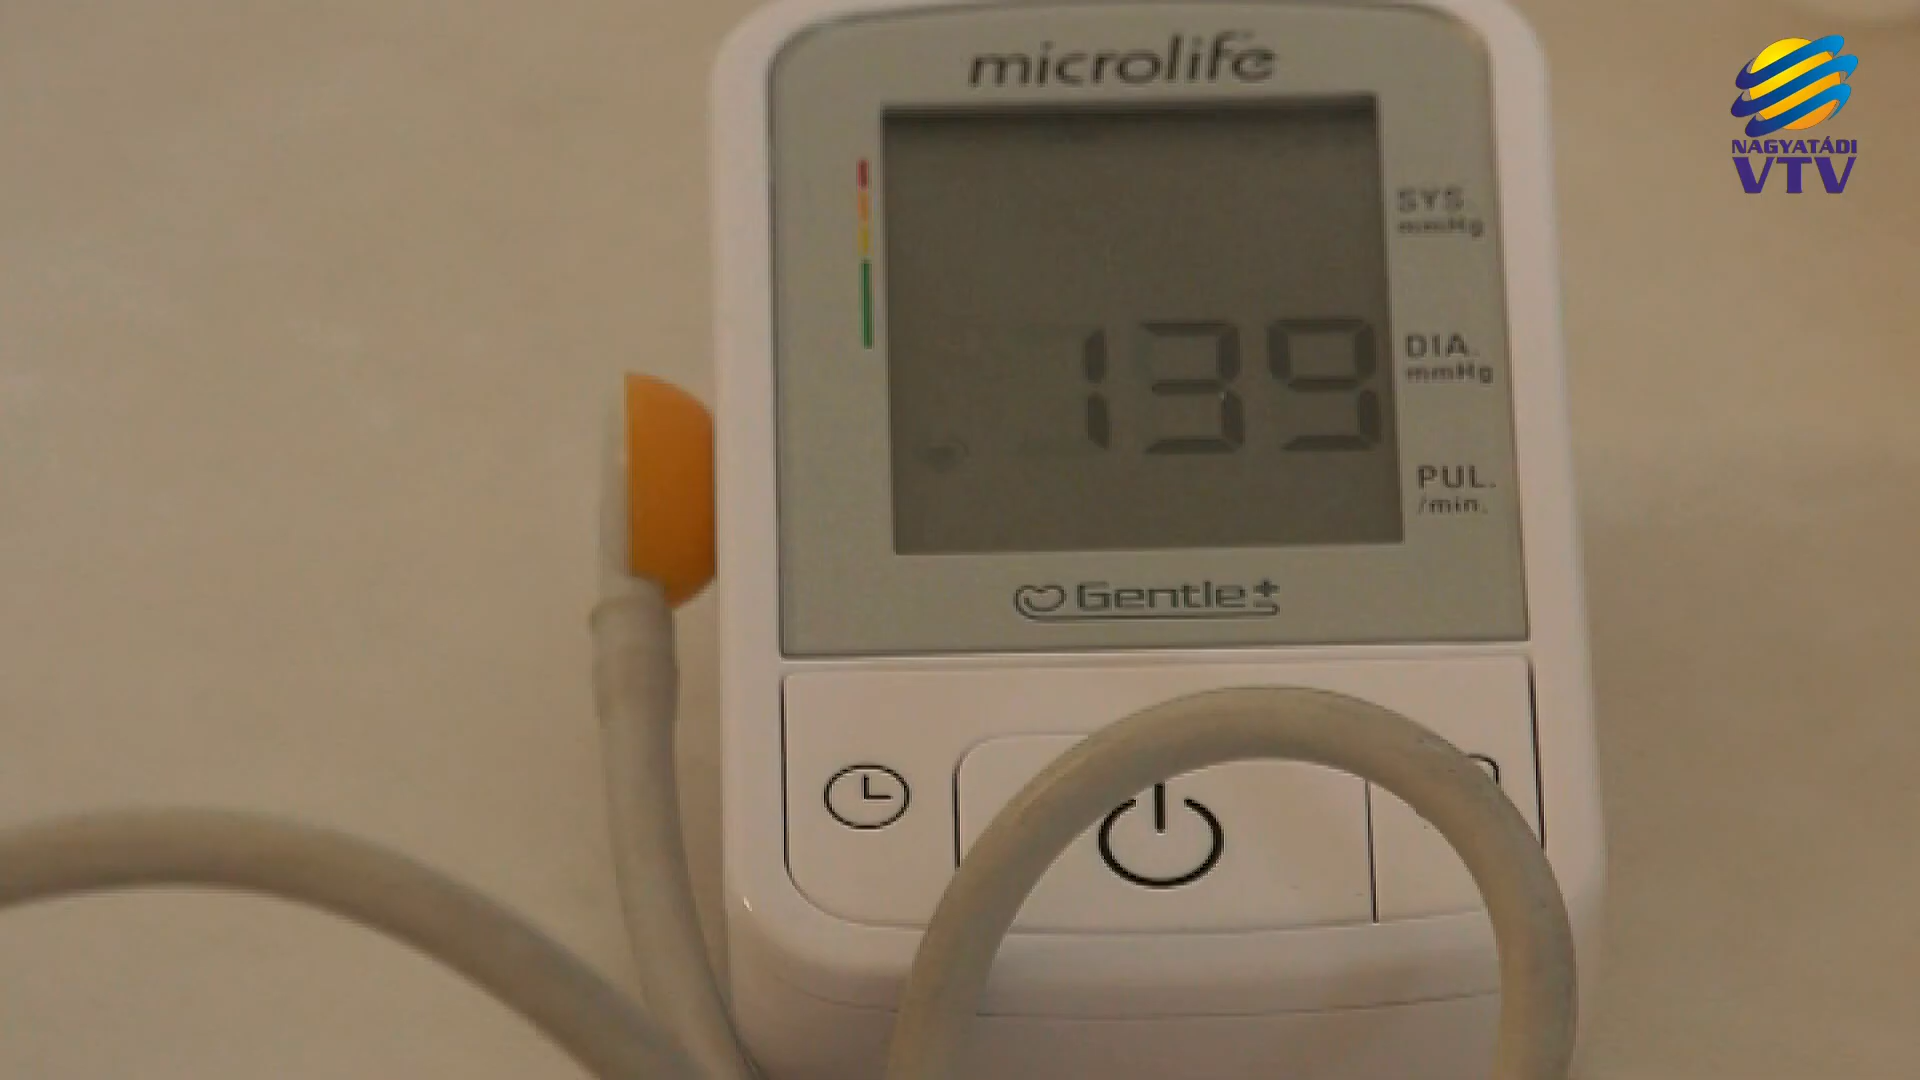 microlife
NAGYATÁDI
VTV
SYS.
mmHg
139
DIA.
mmHg
PUL.
/min.
Gentle+